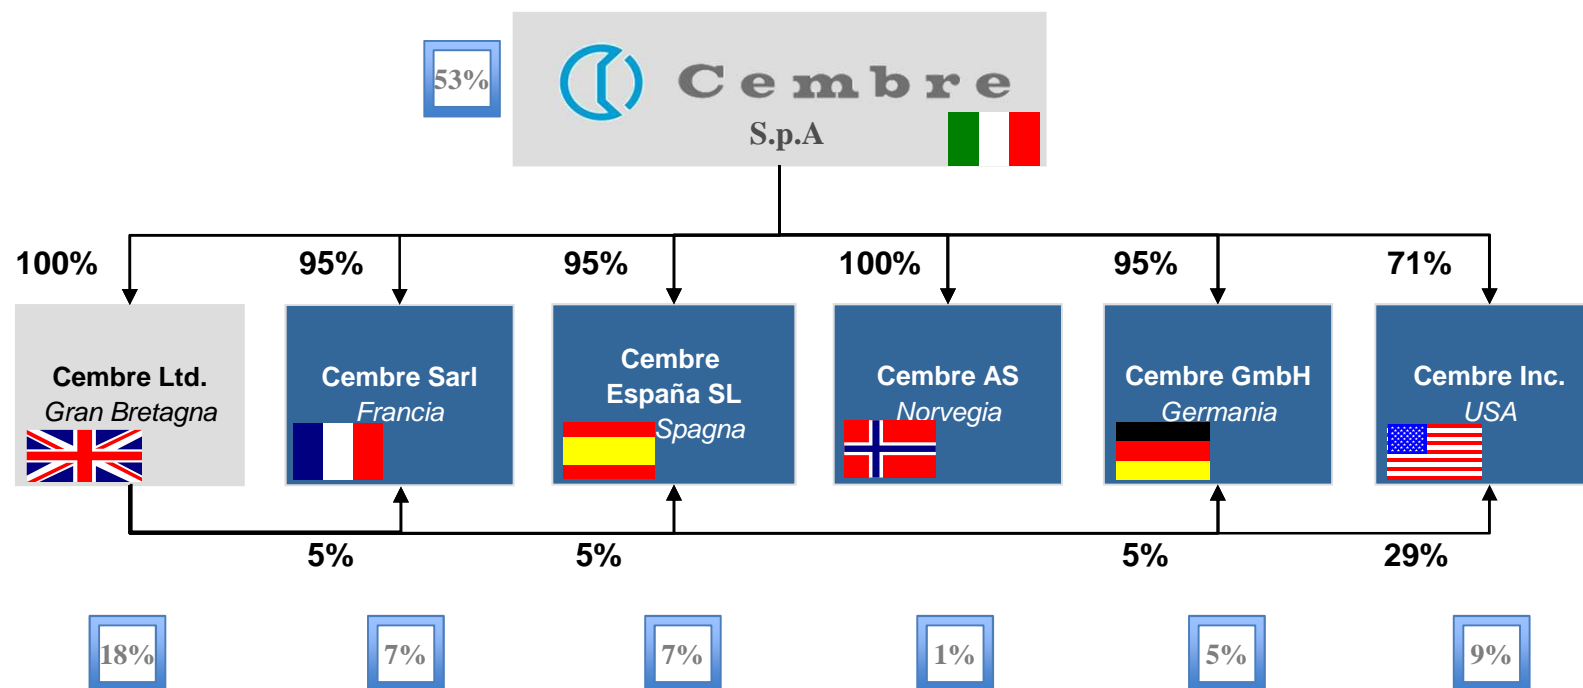 53%
Cembre
S.p.A
100%
95%
95%
100%
95%
71%
Cembre Ltd.
Gran Bretagna
Cembre Sarl
Francia
Cembre
España SL
Spagna
Cembre AS
Norvegia
Cembre GmbH
Germania
Cembre Inc.
USA
5%
5%
5%
29%
18%
7%
7%
1%
5%
9%